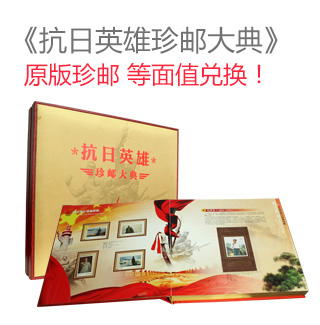 《抗日英雄珍邮大典》
原版珍邮 等面值兑换！
抗日英雄
珍邮大典